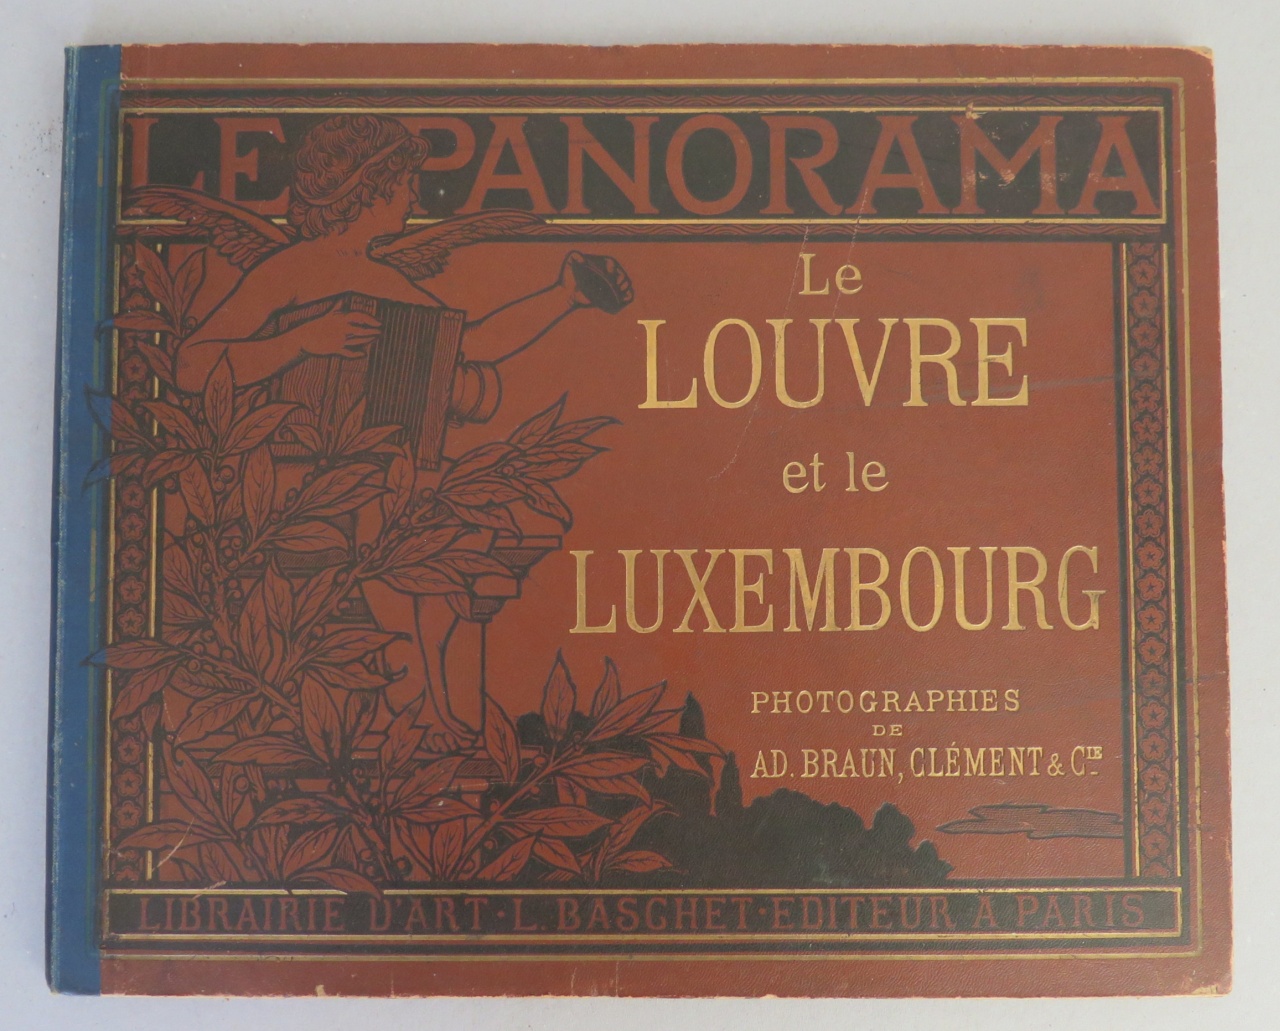 LE PANORAMA
Le
LOUVRE
et le
LUXEMBOURG
PHOTOGRAPHIES
DE
AD. BRAUN, CLÉMENT & CIE
LIBRAIRIE D'ART · L. BASCHET · EDITEUR A PARIS